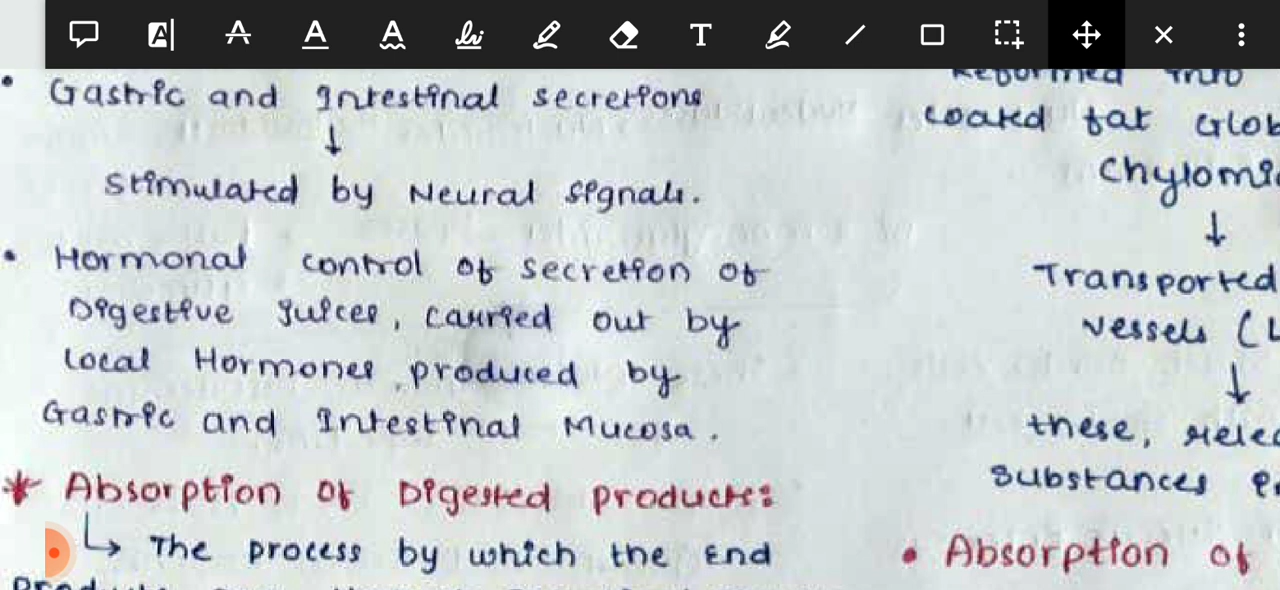 • Gastric and Intestinal secretions
↓
Stimulated by Neural signals.
• Hormonal control of secretion of
Digestive juices, carried out by
local Hormones, produced by
Gastric and Intestinal Mucosa.
* Absorption of Digested products:
↳ The process by which the End
into
coated fat Glob
Chylomi
↓
Transported
vessels (L
↓
these, relea
substances
• Absorption of